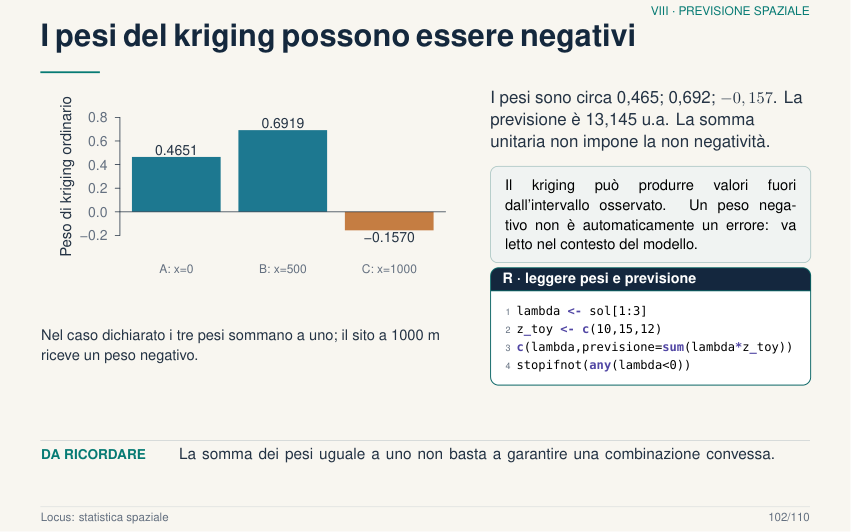 VIII · PREVISIONE SPAZIALE
I pesi del kriging possono essere negativi
Peso di kriging ordinario
0.8
0.6
0.4
0.2
0.0
−0.2
0.4651
0.6919
−0.1570
A: x=0
B: x=500
C: x=1000
Nel caso dichiarato i tre pesi sommano a uno; il sito a 1000 m
riceve un peso negativo.
I pesi sono circa 0,465; 0,692; −0, 157. La
previsione è 13,145 u.a. La somma
unitaria non impone la non negatività.
Il kriging può produrre valori fuori
dall'intervallo osservato. Un peso nega-
tivo non è automaticamente un errore: va
letto nel contesto del modello.
R · leggere pesi e previsione
1 lambda <- sol[1:3]
2 z_toy <- c(10,15,12)
3 c(lambda,previsione=sum(lambda*z_toy))
4 stopifnot(any(lambda<0))
DA RICORDARE La somma dei pesi uguale a uno non basta a garantire una combinazione convessa.
Locus: statistica spaziale
102/110